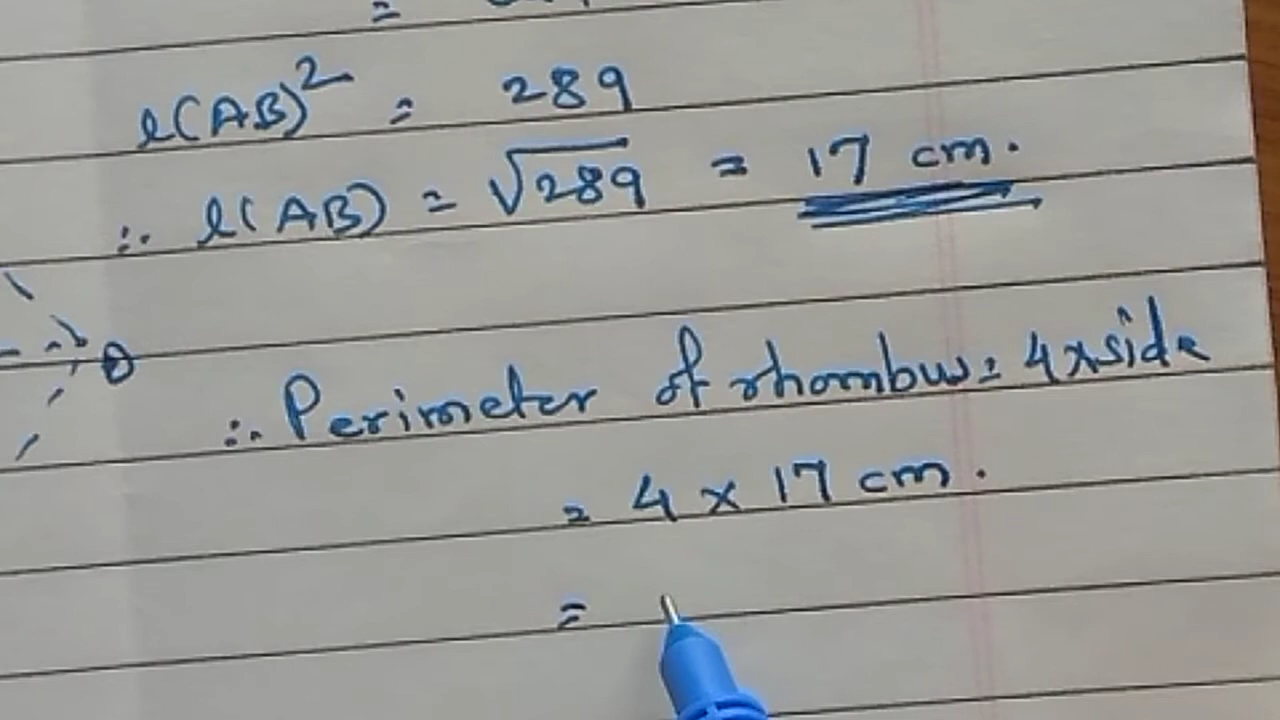 l(AB)² = 289
∴ l(AB) = √289 = 17 cm.
∴ Perimeter of rhombus = 4 × side
= 4 × 17 cm.
=